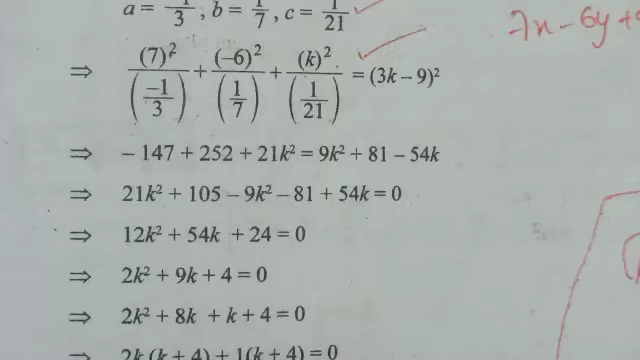 a = -1/3 , b = 1/7 , c = 1/21
7x - 6y +
⇒ (7)²/(-1/3) + (-6)²/(1/7) + (k)²/(1/21) = (3k – 9)²
⇒ – 147 + 252 + 21k² = 9k² + 81 – 54k
⇒ 21k² + 105 – 9k² – 81 + 54k = 0
⇒ 12k² + 54k + 24 = 0
⇒ 2k² + 9k + 4 = 0
⇒ 2k² + 8k + k + 4 = 0
⇒ 2k (k + 4) + 1(k + 4) = 0